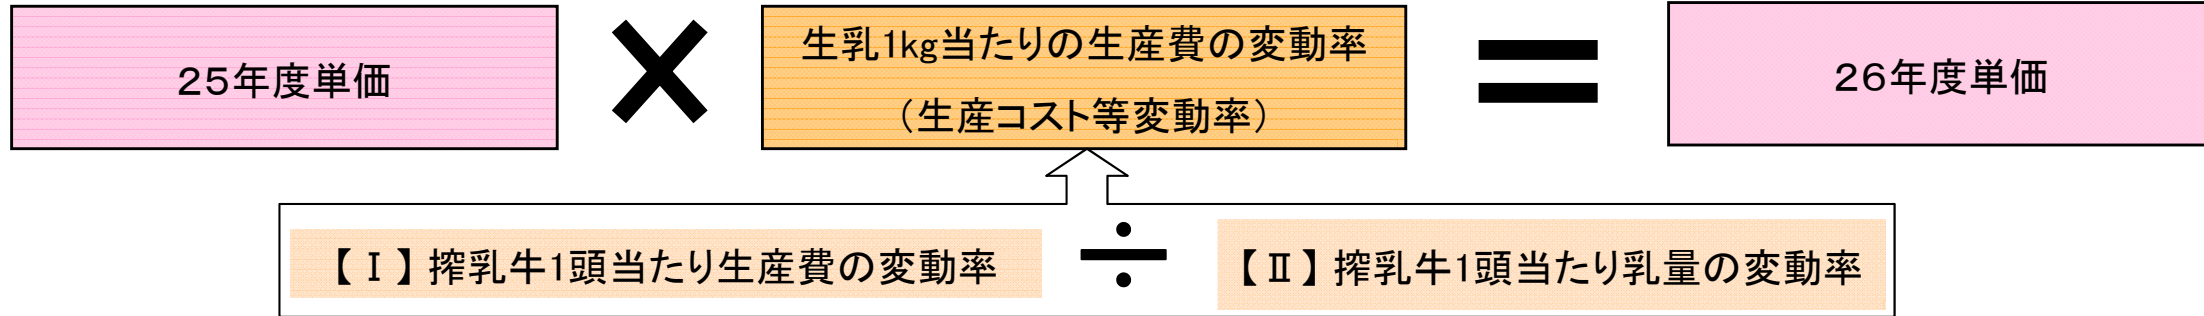 25年度単価
×
生乳1kg当たりの生産費の変動率
(生産コスト等変動率)
=
26年度単価
【Ⅰ】搾乳牛1頭当たり生産費の変動率
÷
【Ⅱ】搾乳牛1頭当たり乳量の変動率